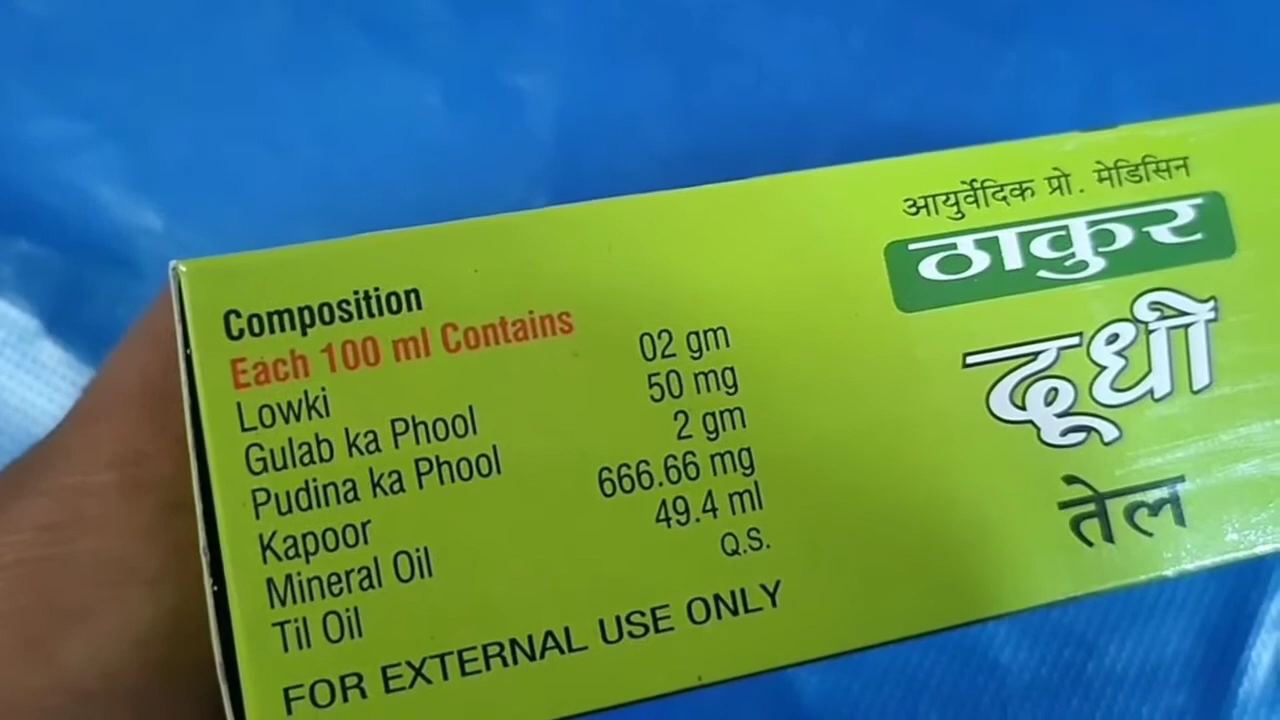 Composition
Each 100 ml Contains
Lowki 02 gm
Gulab ka Phool 50 mg
Pudina ka Phool 2 gm
Kapoor 666.66 mg
Mineral Oil 49.4 ml
Til Oil Q.S.
FOR EXTERNAL USE ONLY
आयुर्वेदिक प्रो. मेडिसिन
ठाकुर
दूधी
तेल